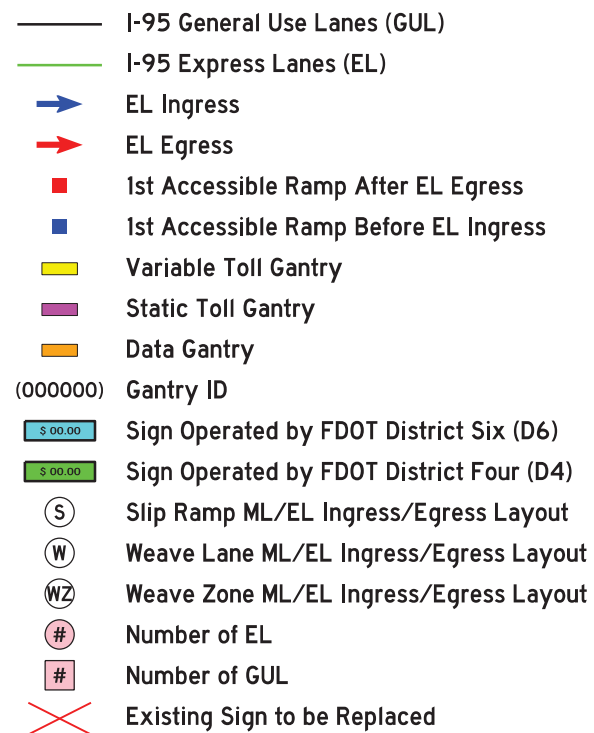 I-95 General Use Lanes (GUL)
I-95 Express Lanes (EL)
EL Ingress
EL Egress
1st Accessible Ramp After EL Egress
1st Accessible Ramp Before EL Ingress
Variable Toll Gantry
Static Toll Gantry
Data Gantry
(000000) Gantry ID
$ 00.00 Sign Operated by FDOT District Six (D6)
$ 00.00 Sign Operated by FDOT District Four (D4)
S Slip Ramp ML/EL Ingress/Egress Layout
W Weave Lane ML/EL Ingress/Egress Layout
WZ Weave Zone ML/EL Ingress/Egress Layout
# Number of EL
# Number of GUL
Existing Sign to be Replaced